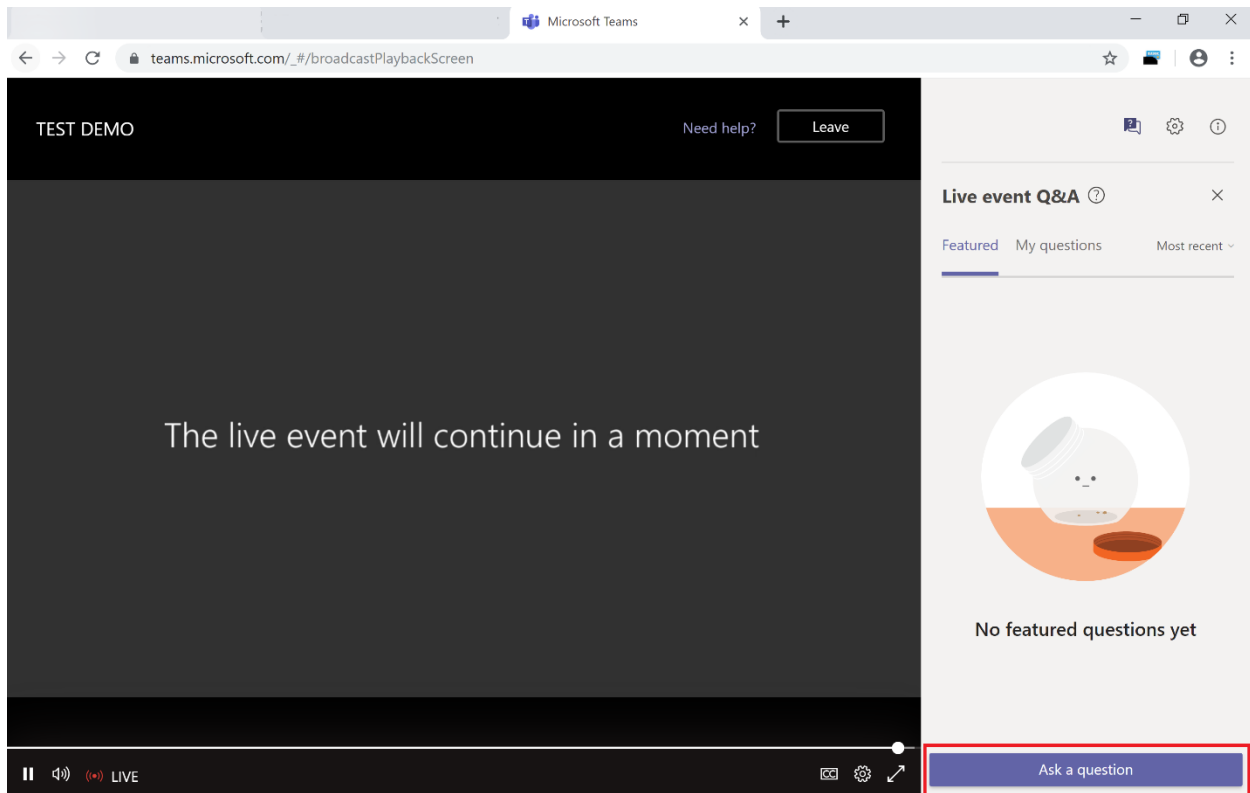 Microsoft Teams
teams.microsoft.com/_#/broadcastPlaybackScreen
TEST DEMO
Need help?
Leave
Live event Q&A
Featured
My questions
Most recent
The live event will continue in a moment
No featured questions yet
LIVE
CC
Ask a question